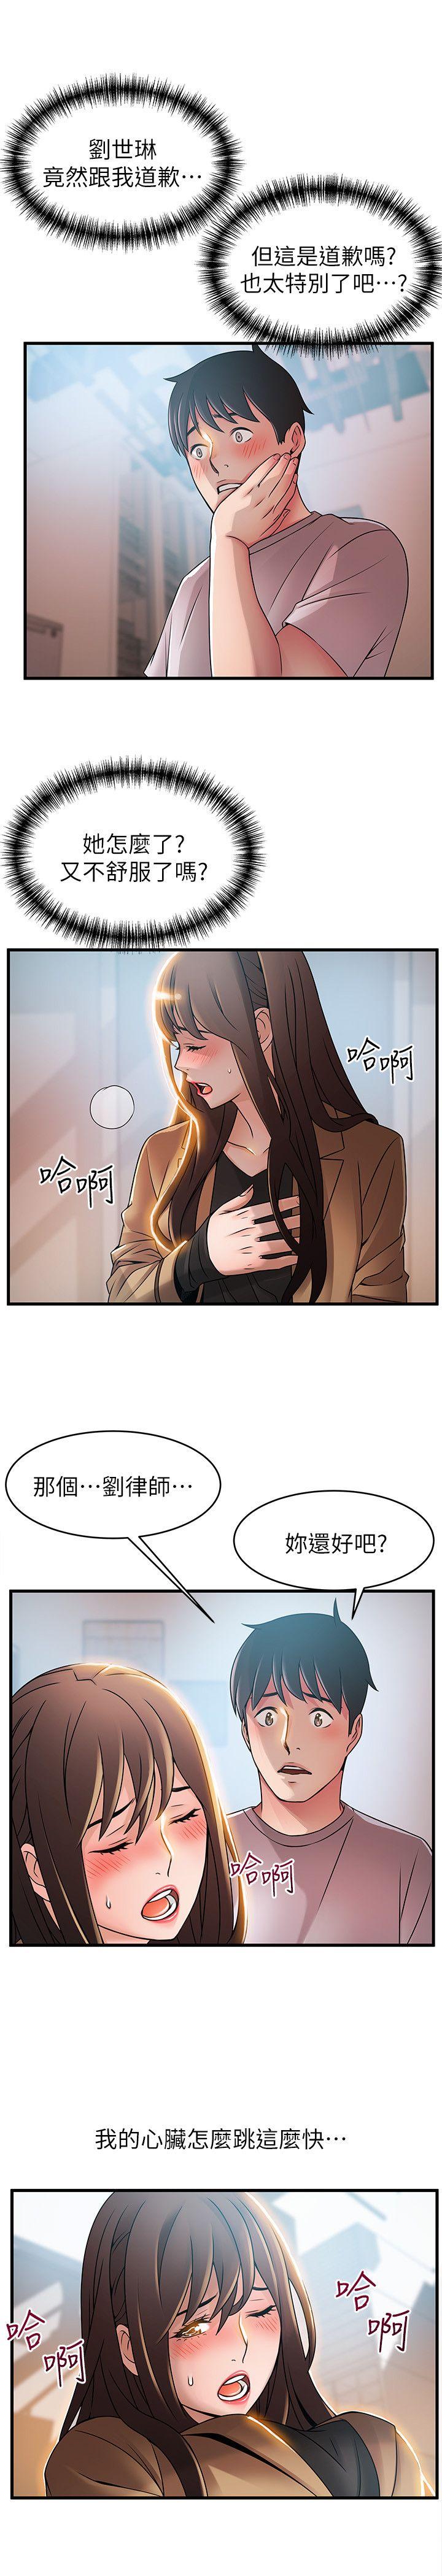 劉世琳
竟然跟我道歉⋯
但這是道歉嗎?
也太特別了吧⋯?
她怎麼了?
又不舒服了嗎?
哈啊
哈啊
那個⋯劉律師⋯
妳還好吧?
哈啊
我的心臟怎麼跳這麼快⋯
哈啊
哈啊